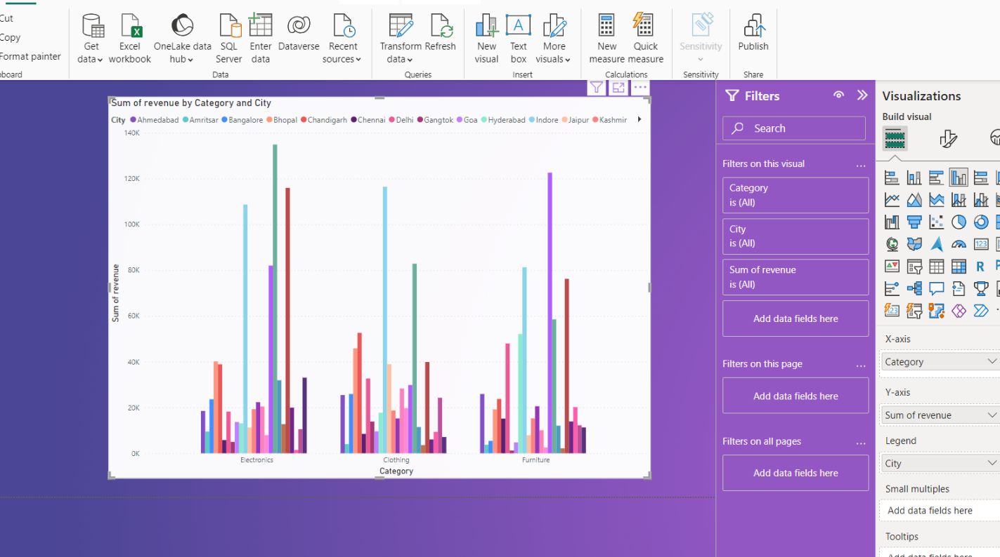 Cut
Copy
Format painter
Get data
Excel workbook
OneLake data hub
SQL Server
Enter data
Dataverse
Recent sources
Transform data
Refresh
New visual
Text box
More visuals
New measure
Quick measure
Sensitivity
Publish
Data
Queries
Insert
Calculations
Sensitivity
Share
Sum of revenue by Category and City
City Ahmedabad Amritsar Bangalore Bhopal Chandigarh Chennai Delhi Gangtok Goa Hyderabad Indore Jaipur Kashmir
140K
120K
100K
80K
60K
40K
20K
0K
Sum of revenue
Electronics Clothing Furniture
Category
Filters
Search
Filters on this visual
Category
is (All)
City
is (All)
Sum of revenue
is (All)
Add data fields here
Filters on this page
Add data fields here
Filters on all pages
Add data fields here
Visualizations
Build visual
123
R
123
X-axis
Category
Y-axis
Sum of revenue
Legend
City
Small multiples
Add data fields here
Tooltips
Add data fields here